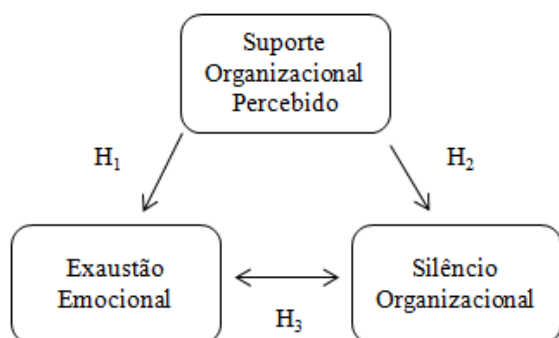 Suporte
Organizacional
Percebido
H₁
H₂
Exaustão
Emocional
Silêncio
Organizacional
H₃